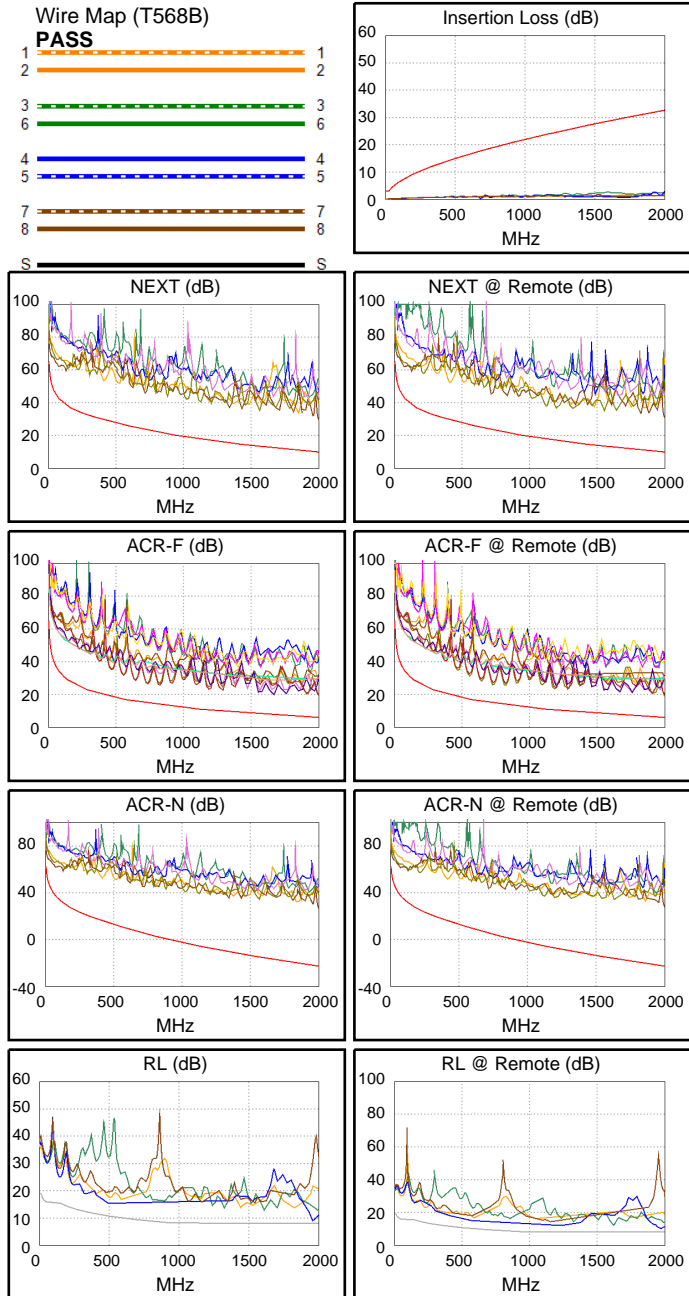 Wire Map (T568B)
PASS
1 1
2 2
3 3
6 6
4 4
5 5
7 7
8 8
S S
Insertion Loss (dB)
60
50
40
30
20
10
0
0 500 1000 1500 2000
MHz
NEXT (dB)
100
80
60
40
20
0
0 500 1000 1500 2000
MHz
NEXT @ Remote (dB)
100
80
60
40
20
0
0 500 1000 1500 2000
MHz
ACR-F (dB)
100
80
60
40
20
0
0 500 1000 1500 2000
MHz
ACR-F @ Remote (dB)
100
80
60
40
20
0
0 500 1000 1500 2000
MHz
ACR-N (dB)
80
40
0
-40
0 500 1000 1500 2000
MHz
ACR-N @ Remote (dB)
80
40
0
-40
0 500 1000 1500 2000
MHz
RL (dB)
60
50
40
30
20
10
0
0 500 1000 1500 2000
MHz
RL @ Remote (dB)
100
80
60
40
20
0
0 500 1000 1500 2000
MHz